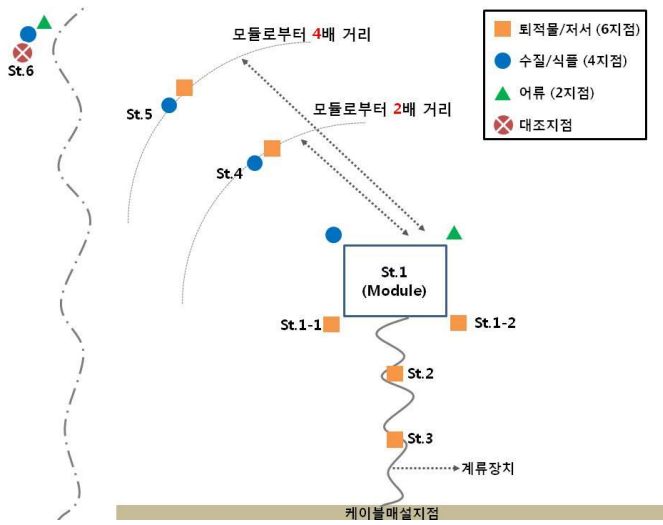 모듈로부터 4배 거리
퇴적물/저서 (6지점)
수질/식플 (4지점)
어류 (2지점)
대조지점
St.6
St.5
모듈로부터 2배 거리
St.4
St.1
(Module)
St.1-1
St.1-2
St.2
St.3
계류장치
케이블매설지점